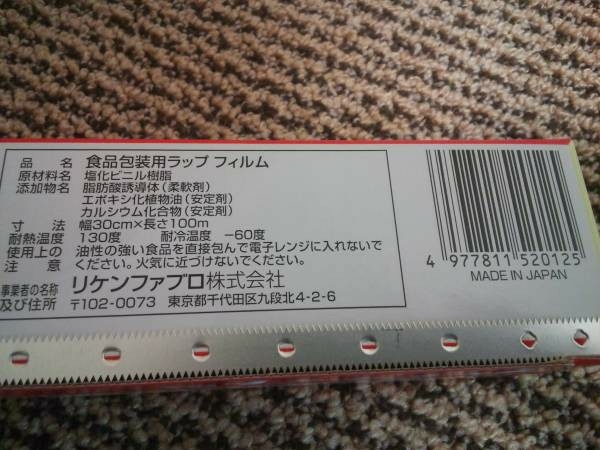 品名 食品包装用ラップ フィルム
原材料名 塩化ビニル樹脂
添加物名 脂肪酸誘導体(柔軟剤)
エポキシ化植物油(安定剤)
カルシウム化合物(安定剤)
寸法 幅30cm×長さ100m
耐熱温度 130度 耐冷温度 -60度
使用上の注意 油性の強い食品を直接包んで電子レンジに入れないで
ください。火気に近づけないでください。
事業者の名称及び住所 リケンファブロ株式会社
〒102-0073 東京都千代田区九段北4-2-6
4 977811 520125
MADE IN JAPAN